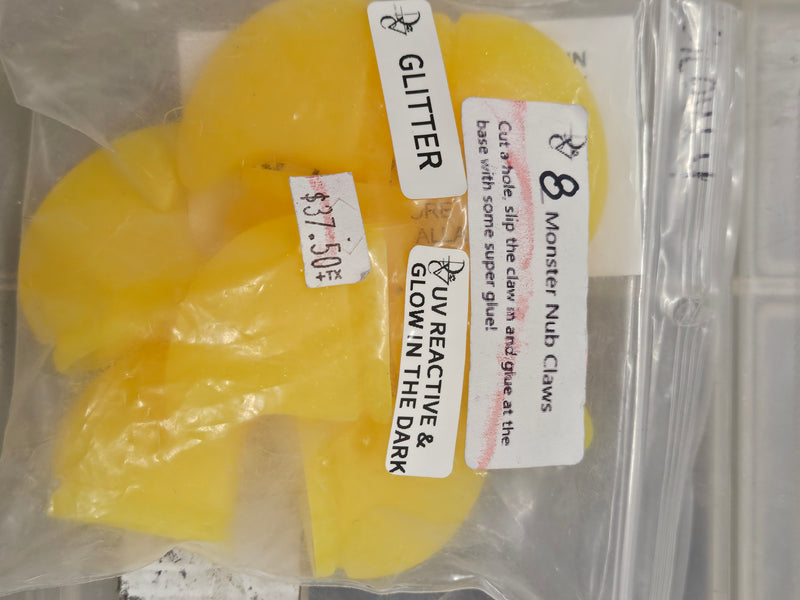 GLITTER
8 Monster Nub Claws
Cut a hole, slip the claw in and glue at the
base with some super glue!
$37.50
UV REACTIVE &
GLOW IN THE DARK